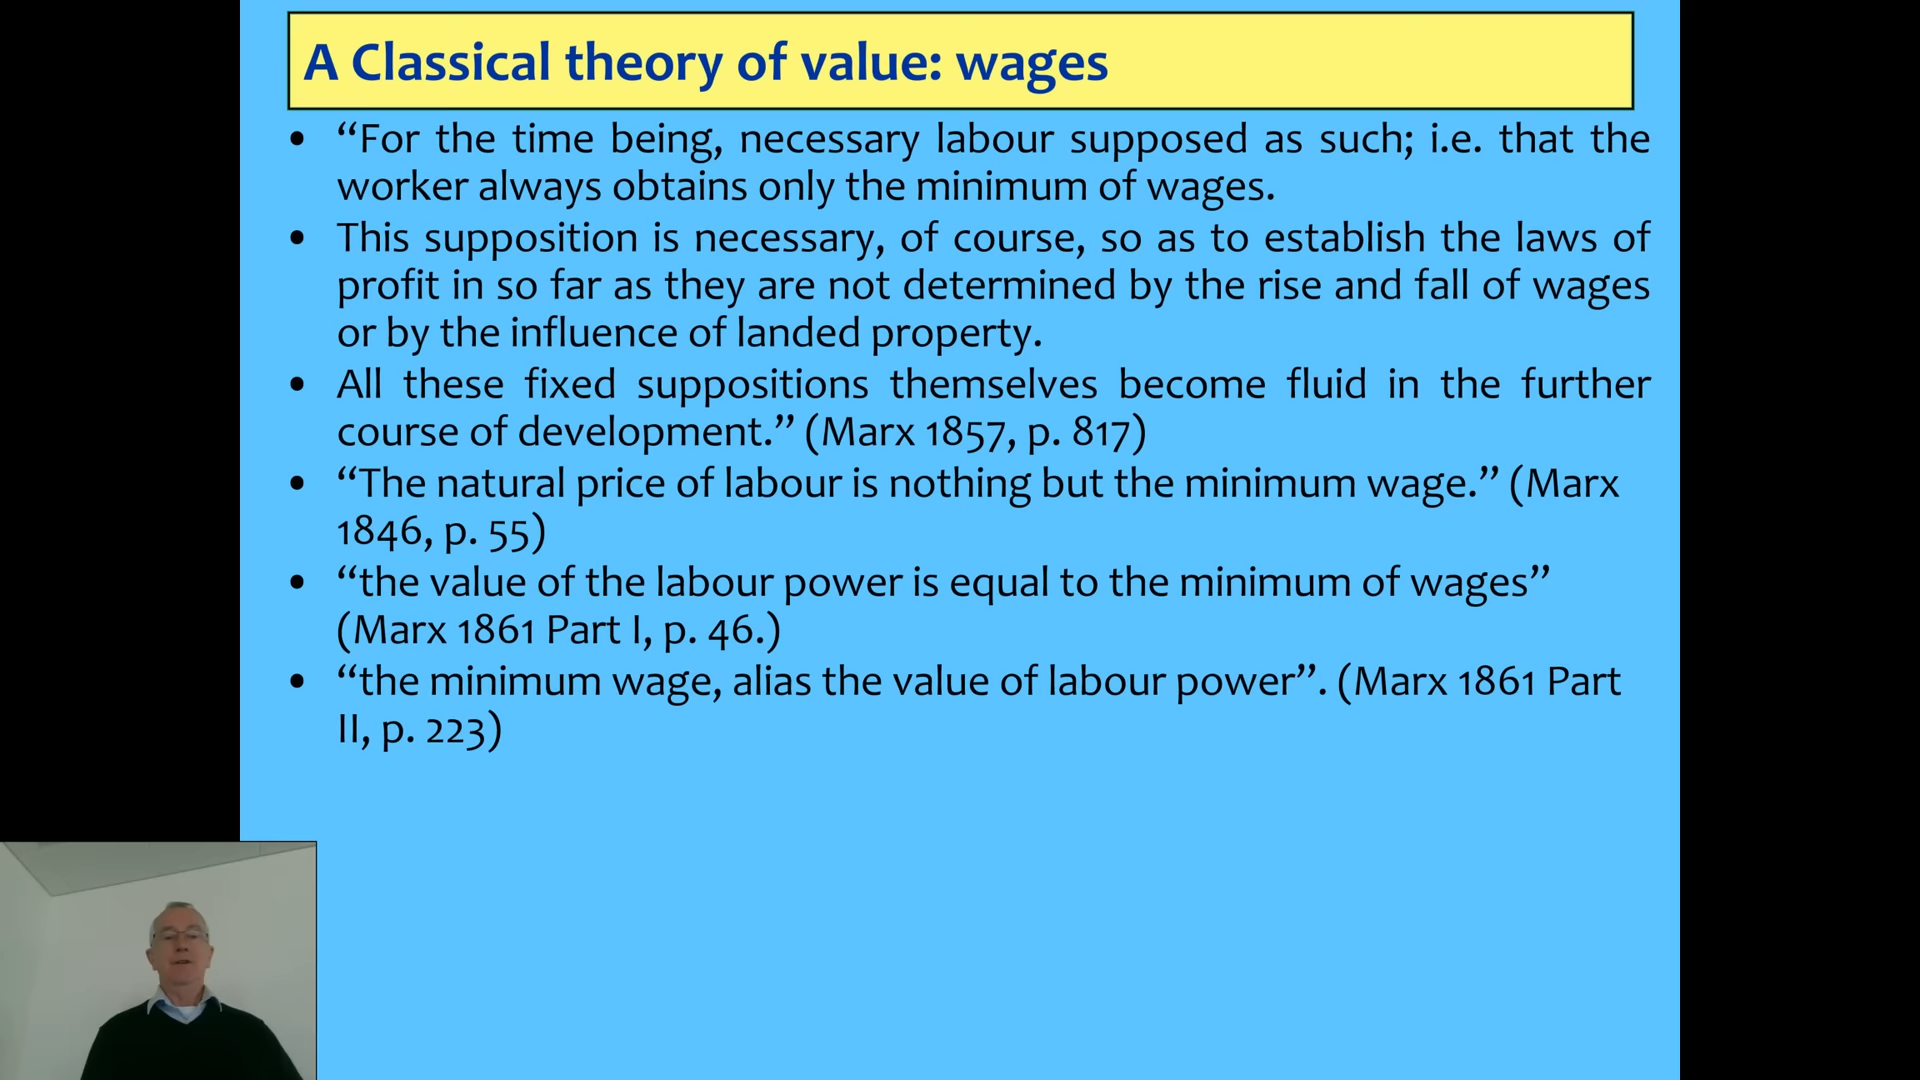 A Classical theory of value: wages
• “For the time being, necessary labour supposed as such; i.e. that the
worker always obtains only the minimum of wages.
• This supposition is necessary, of course, so as to establish the laws of
profit in so far as they are not determined by the rise and fall of wages
or by the influence of landed property.
• All these fixed suppositions themselves become fluid in the further
course of development.” (Marx 1857, p. 817)
• “The natural price of labour is nothing but the minimum wage.” (Marx
1846, p. 55)
• “the value of the labour power is equal to the minimum of wages”
(Marx 1861 Part I, p. 46.)
• “the minimum wage, alias the value of labour power”. (Marx 1861 Part
II, p. 223)